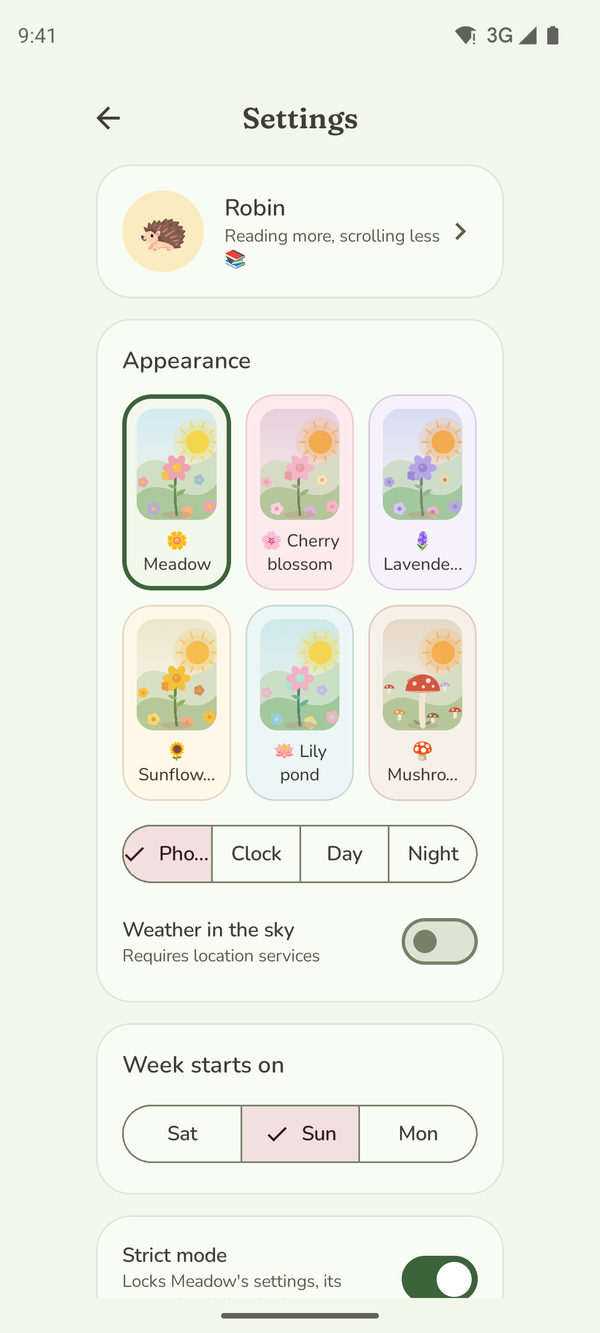 9:41
3G
Settings
Robin
Reading more, scrolling less
📚
Appearance
🌼
Meadow
🌸 Cherry
blossom
🪻
Lavende...
🌻
Sunflow...
🪷 Lily
pond
🍄
Mushro...
Pho...
Clock
Day
Night
Weather in the sky
Requires location services
Week starts on
Sat
Sun
Mon
Strict mode
Locks Meadow's settings, its